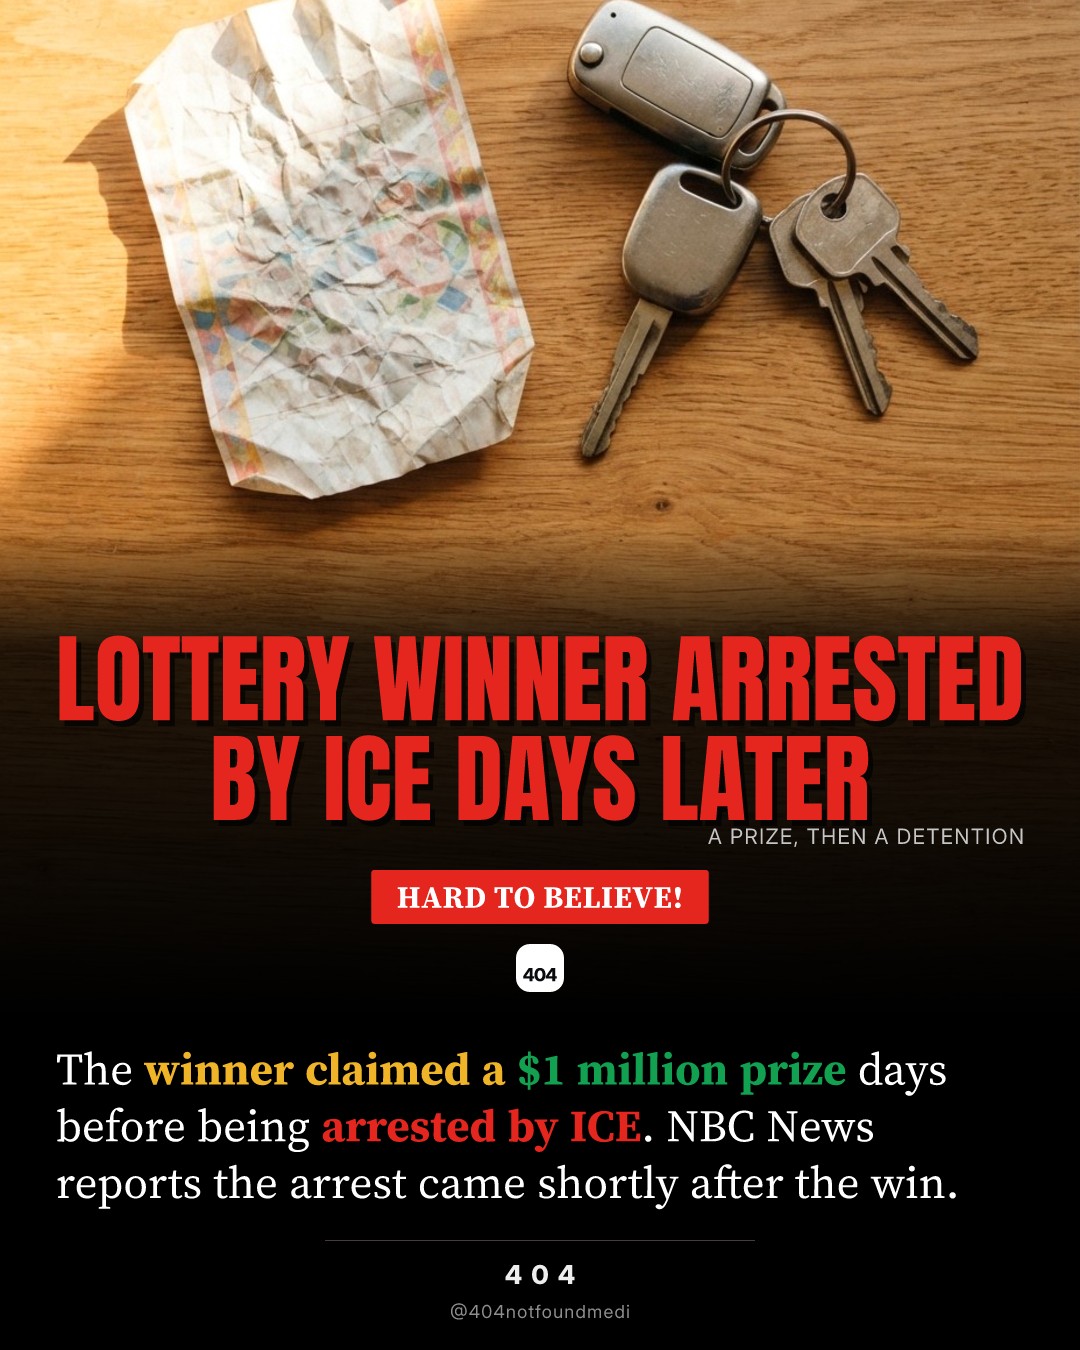 LOTTERY WINNER ARRESTED
BY ICE DAYS LATER
A PRIZE, THEN A DETENTION
HARD TO BELIEVE!
404
The winner claimed a $1 million prize days
before being arrested by ICE. NBC News
reports the arrest came shortly after the win.
404
@404notfoundmedi